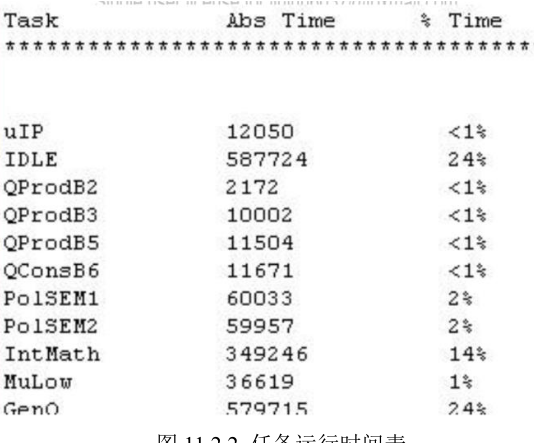 Task Abs Time % Time
****************************************
uIP 12050 <1%
IDLE 587724 24%
QProdB2 2172 <1%
QProdB3 10002 <1%
QProdB5 11504 <1%
QConsB6 11671 <1%
PolSEM1 60033 2%
PolSEM2 59957 2%
IntMath 349246 14%
MuLow 36619 1%
GenQ 579715 24%
图 11.2.2 任务运行时间表